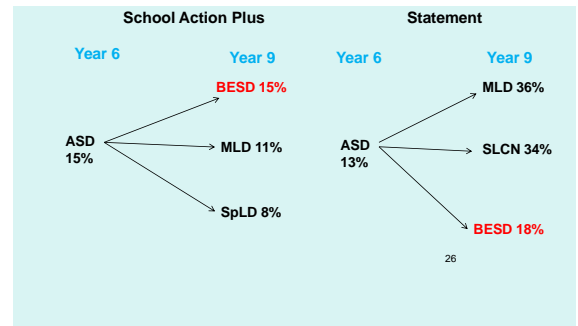 School Action Plus
Year 6
Year 9
BESD 15%
ASD
15%
MLD 11%
SpLD 8%
Statement
Year 6
Year 9
MLD 36%
ASD
13%
SLCN 34%
BESD 18%
26